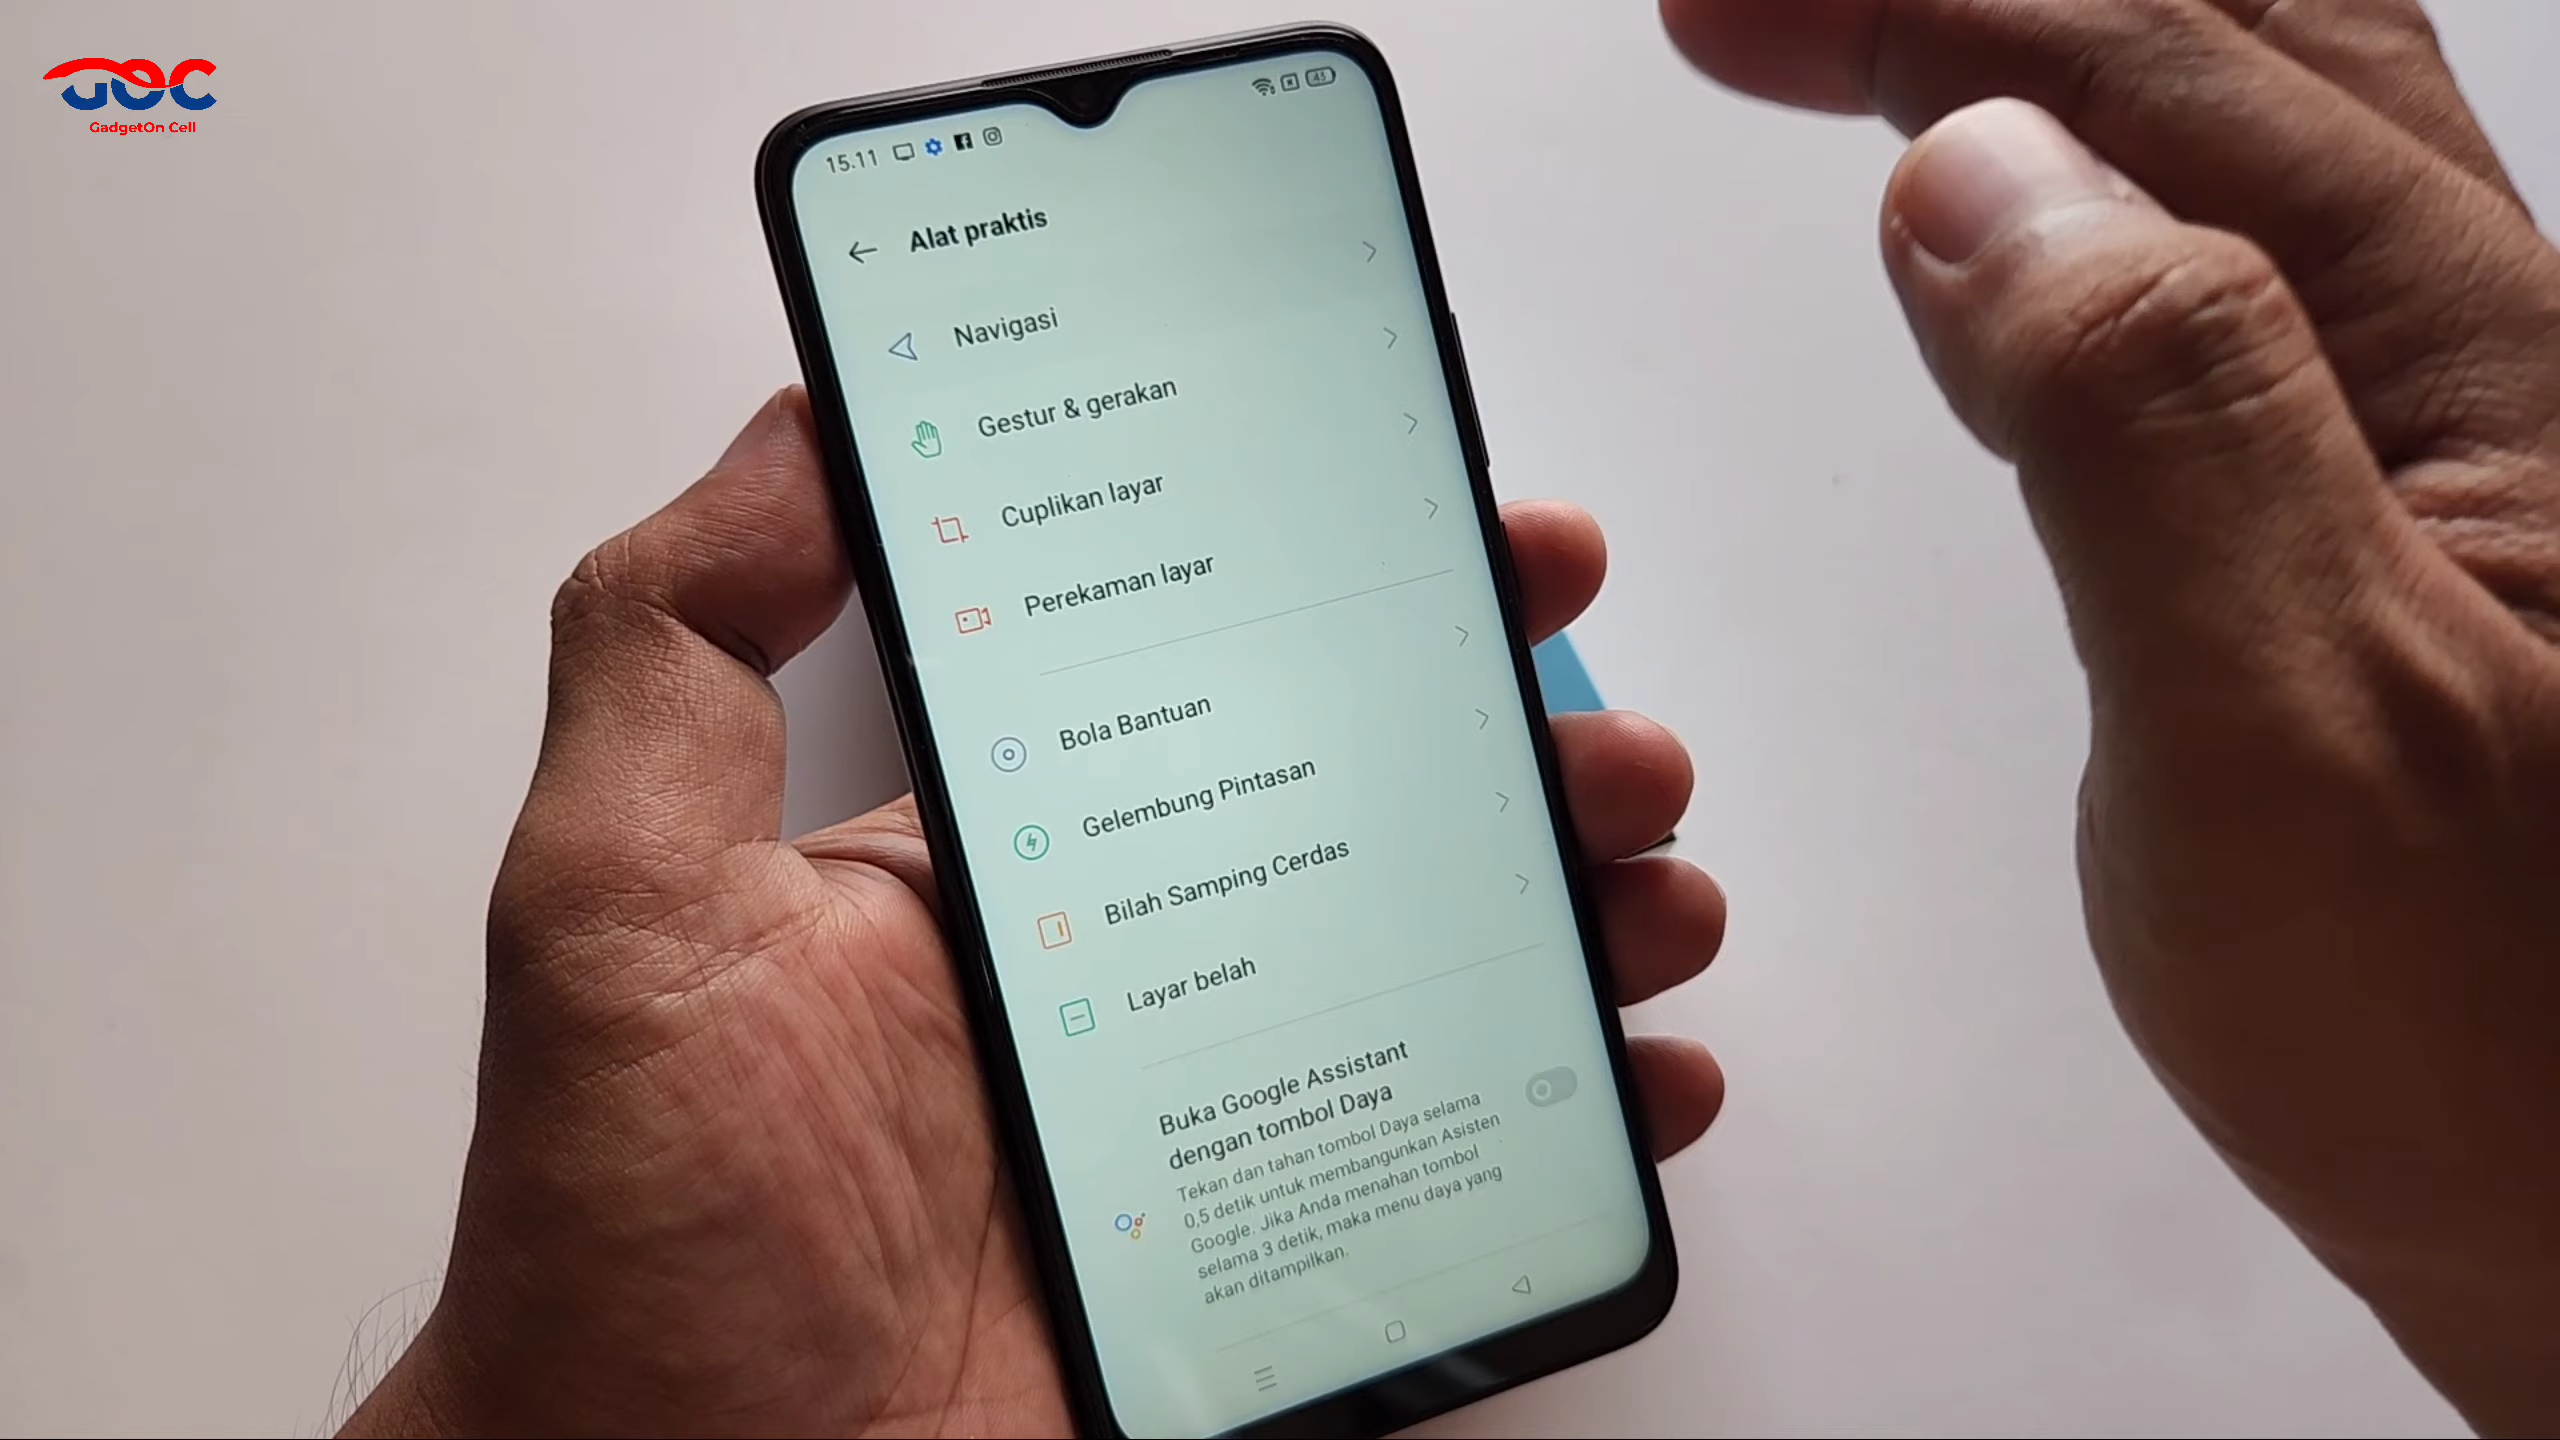 GOC
GadgetOn Cell
15.11
43
Alat praktis
Navigasi
Gestur & gerakan
Cuplikan layar
Perekaman layar
Bola Bantuan
Gelembung Pintasan
Bilah Samping Cerdas
Layar belah
Buka Google Assistant
dengan tombol Daya
Tekan dan tahan tombol Daya selama
0,5 detik untuk membangunkan Asisten
Google. Jika Anda menahan tombol
selama 3 detik, maka menu daya yang
akan ditampilkan.